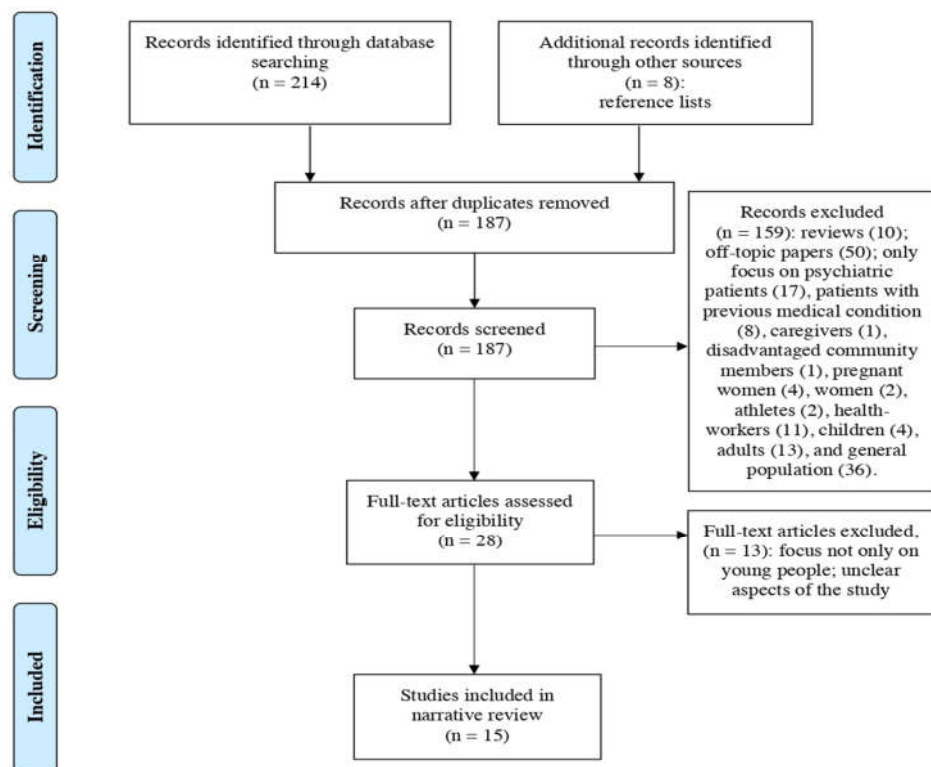 Identification
Records identified through database
searching
(n = 214)
Additional records identified
through other sources
(n = 8):
reference lists
Records after duplicates removed
(n = 187)
Screening
Records screened
(n = 187)
Records excluded
(n = 159): reviews (10);
off-topic papers (50); only
focus on psychiatric
patients (17), patients with
previous medical condition
(8), caregivers (1),
disadvantaged community
members (1), pregnant
women (4), women (2),
athletes (2), health-
workers (11), children (4),
adults (13), and general
population (36).
Eligibility
Full-text articles assessed
for eligibility
(n = 28)
Full-text articles excluded,
(n = 13): focus not only on
young people; unclear
aspects of the study
Included
Studies included in
narrative review
(n = 15)